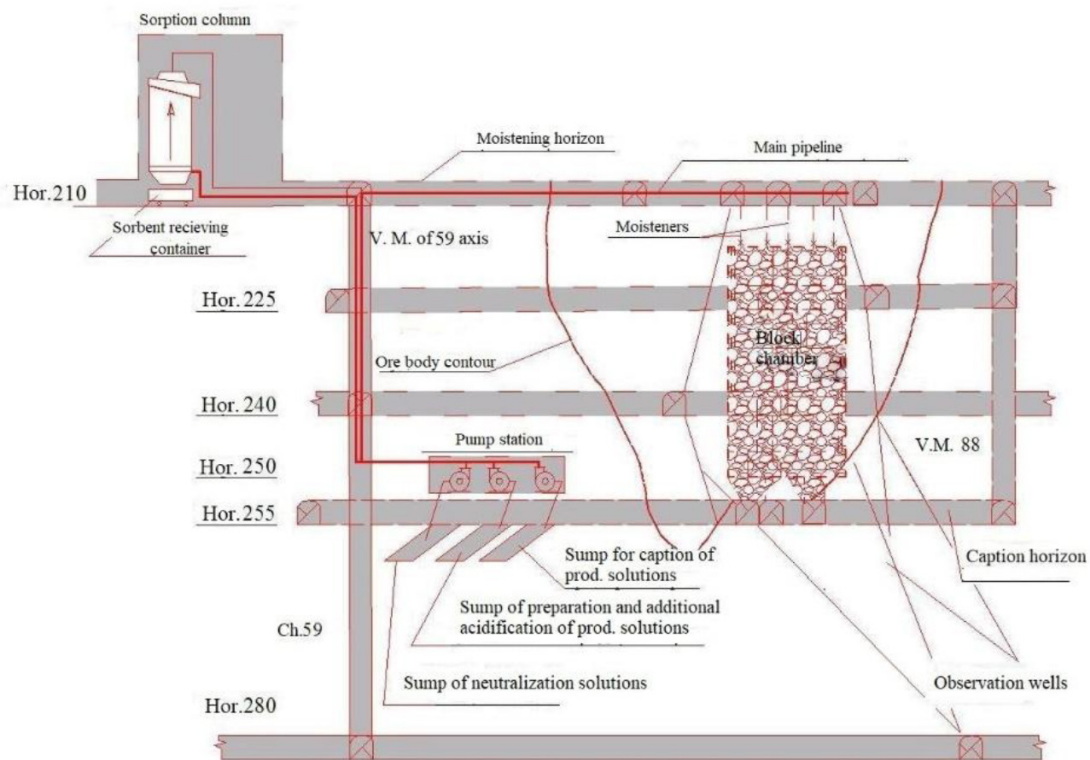 Sorption column
Moistening horizon
Main pipeline
Hor.210
Sorbent recieving
container
V. M. of 59 axis
Moisteners
Hor.225
Ore body contour
Block
chamber
Hor.240
Pump station
V.M. 88
Hor.250
Hor.255
Sump for caption of
prod. solutions
Caption horizon
Sump of preparation and additional
acidification of prod. solutions
Ch.59
Sump of neutralization solutions
Observation wells
Hor.280